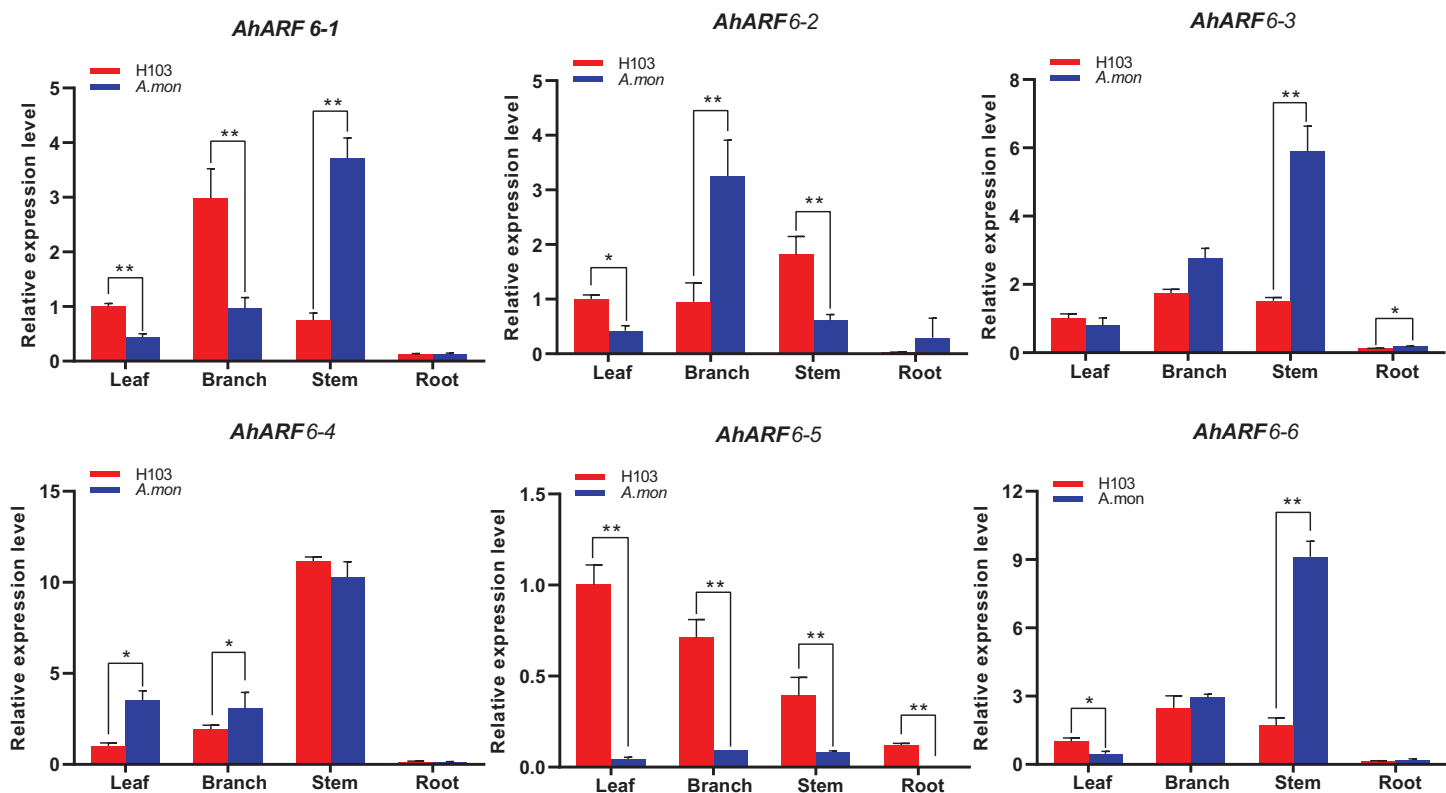 AhARF 6-1
H103
A.mon
Relative expression level
5
4
3
2
1
0
**
**
**
Leaf
Branch
Stem
Root
AhARF6-2
H103
A.mon
Relative expression level
5
4
3
2
1
0
*
**
**
Leaf
Branch
Stem
Root
AhARF6-3
H103
A.mon
Relative expression level
8
6
4
2
0
**
*
Leaf
Branch
Stem
Root
AhARF6-4
H103
A.mon
Relative expression level
15
10
5
0
*
*
Leaf
Branch
Stem
Root
AhARF6-5
H103
A.mon
Relative expression level
1.5
1.0
0.5
0.0
**
**
**
**
Leaf
Branch
Stem
Root
AhARF6-6
H103
A.mon
Relative expression level
12
9
6
3
0
*
**
Leaf
Branch
Stem
Root